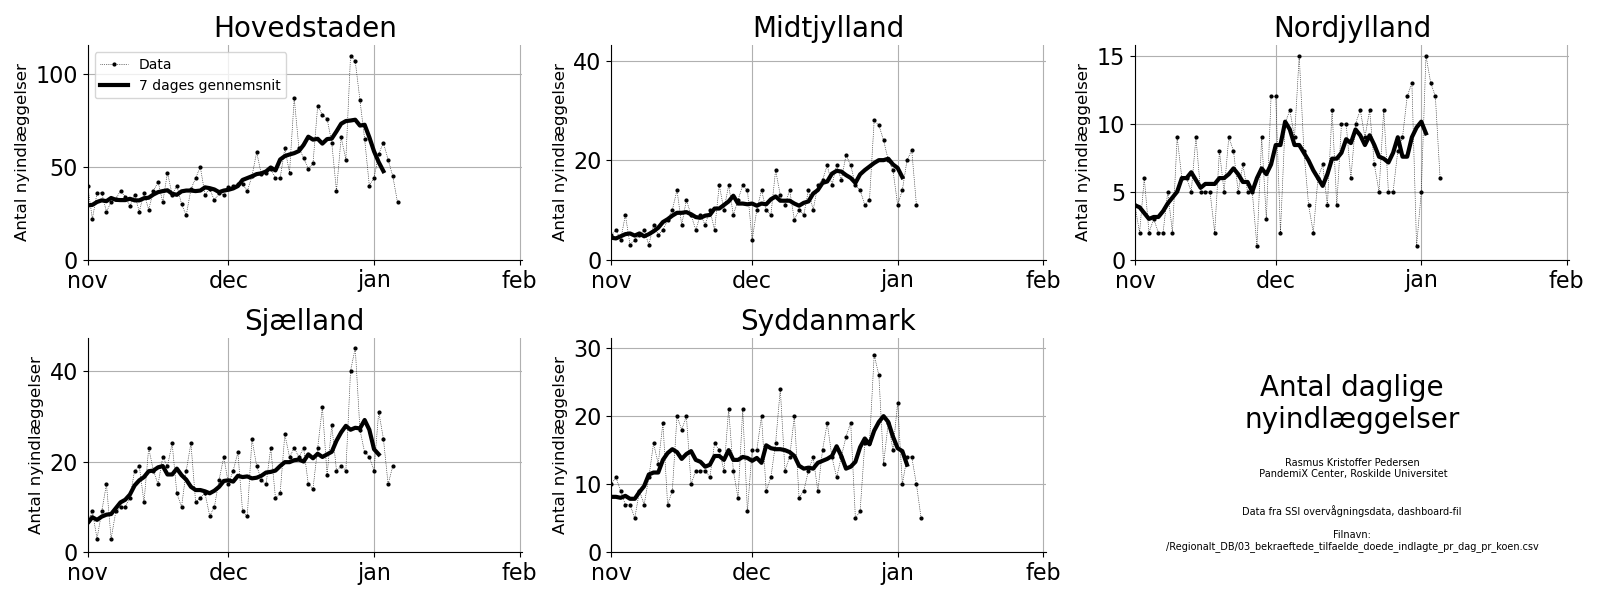 Hovedstaden
Antal nyindlæggelser
100
50
0
Data
7 dages gennemsnit
nov
dec
jan
feb
Midtjylland
Antal nyindlæggelser
40
20
0
nov
dec
jan
feb
Nordjylland
Antal nyindlæggelser
15
10
5
0
nov
dec
jan
feb
Sjælland
Antal nyindlæggelser
40
20
0
nov
dec
jan
feb
Syddanmark
Antal nyindlæggelser
30
20
10
0
nov
dec
jan
feb
Antal daglige
nyindlæggelser
Rasmus Kristoffer Pedersen
PandemiX Center, Roskilde Universitet
Data fra SSI overvågningsdata, dashboard-fil
Filnavn:
/Regionalt_DB/03_bekraeftede_tilfaelde_doede_indlagte_pr_dag_pr_koen.csv